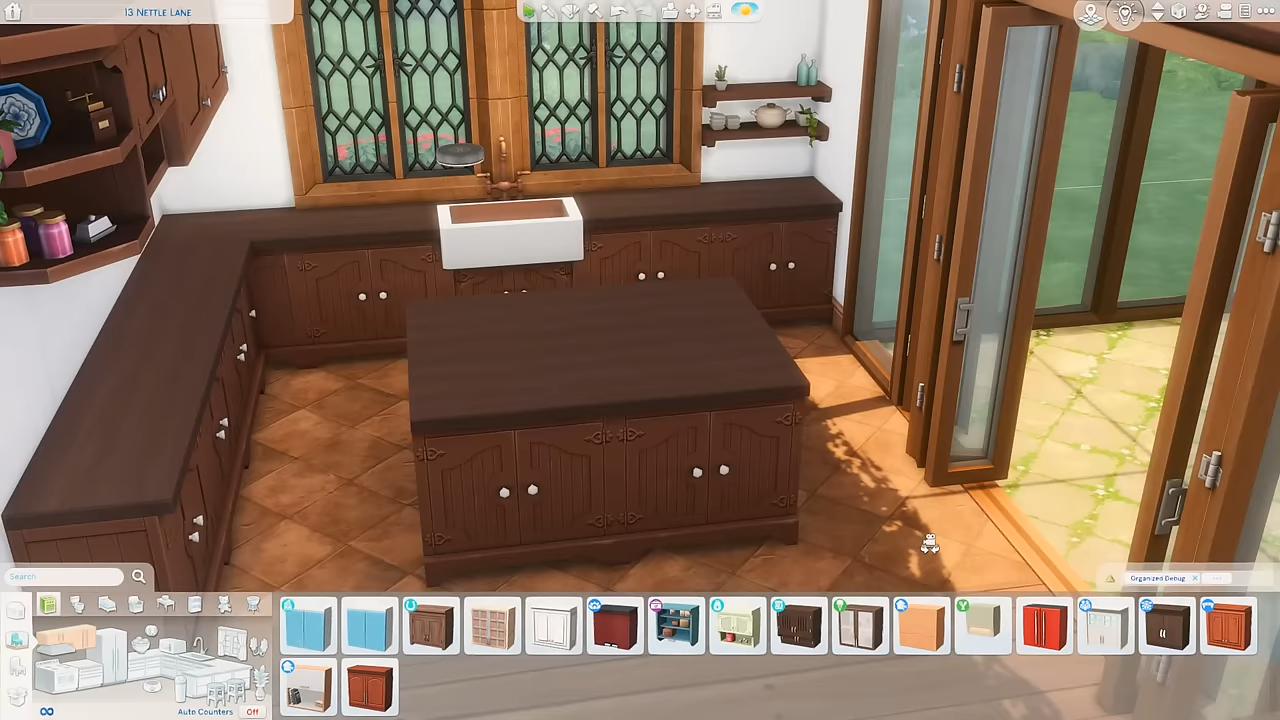 13 NETTLE LANE
Search
Organized Debug
Auto Counters
Off